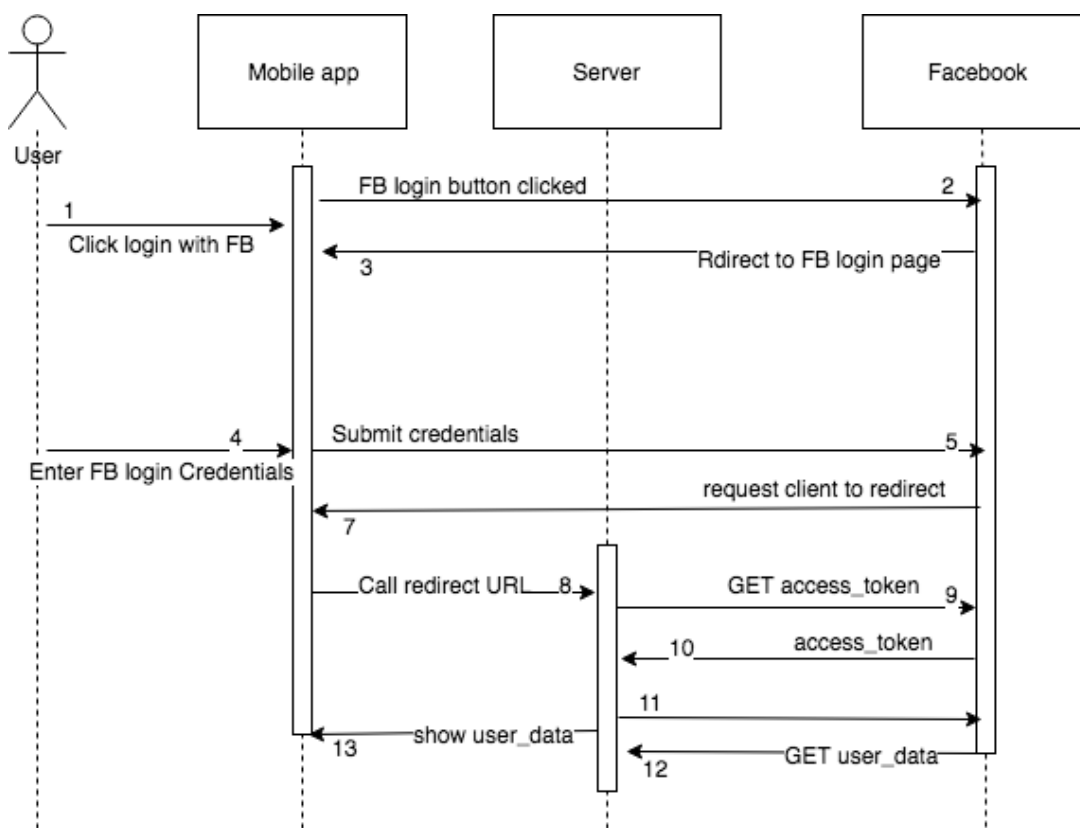 Mobile app
Server
Facebook
User
FB login button clicked
2
1
Click login with FB
3
Rdirect to FB login page
4
Submit credentials
5
Enter FB login Credentials
request client to redirect
7
Call redirect URL
8
GET access_token
9
10
access_token
11
13
show user_data
12
GET user_data